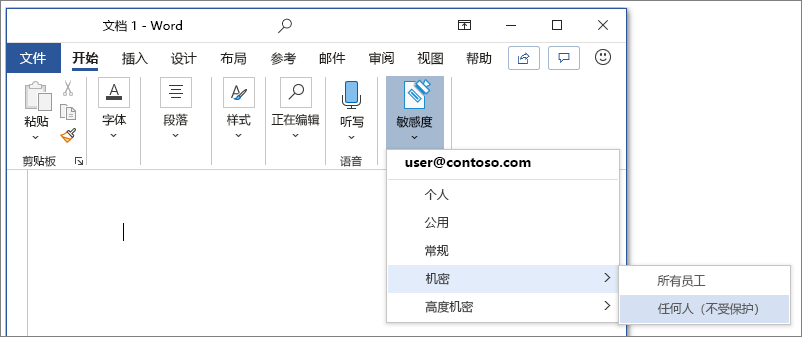 文档 1 - Word
文件 开始 插入 设计 布局 参考 邮件 审阅 视图 帮助
粘贴 字体 段落 样式 正在编辑 听写 敏感度
剪贴板 语音
user@contoso.com
个人
公用
常规
机密
所有员工
高度机密
任何人（不受保护）